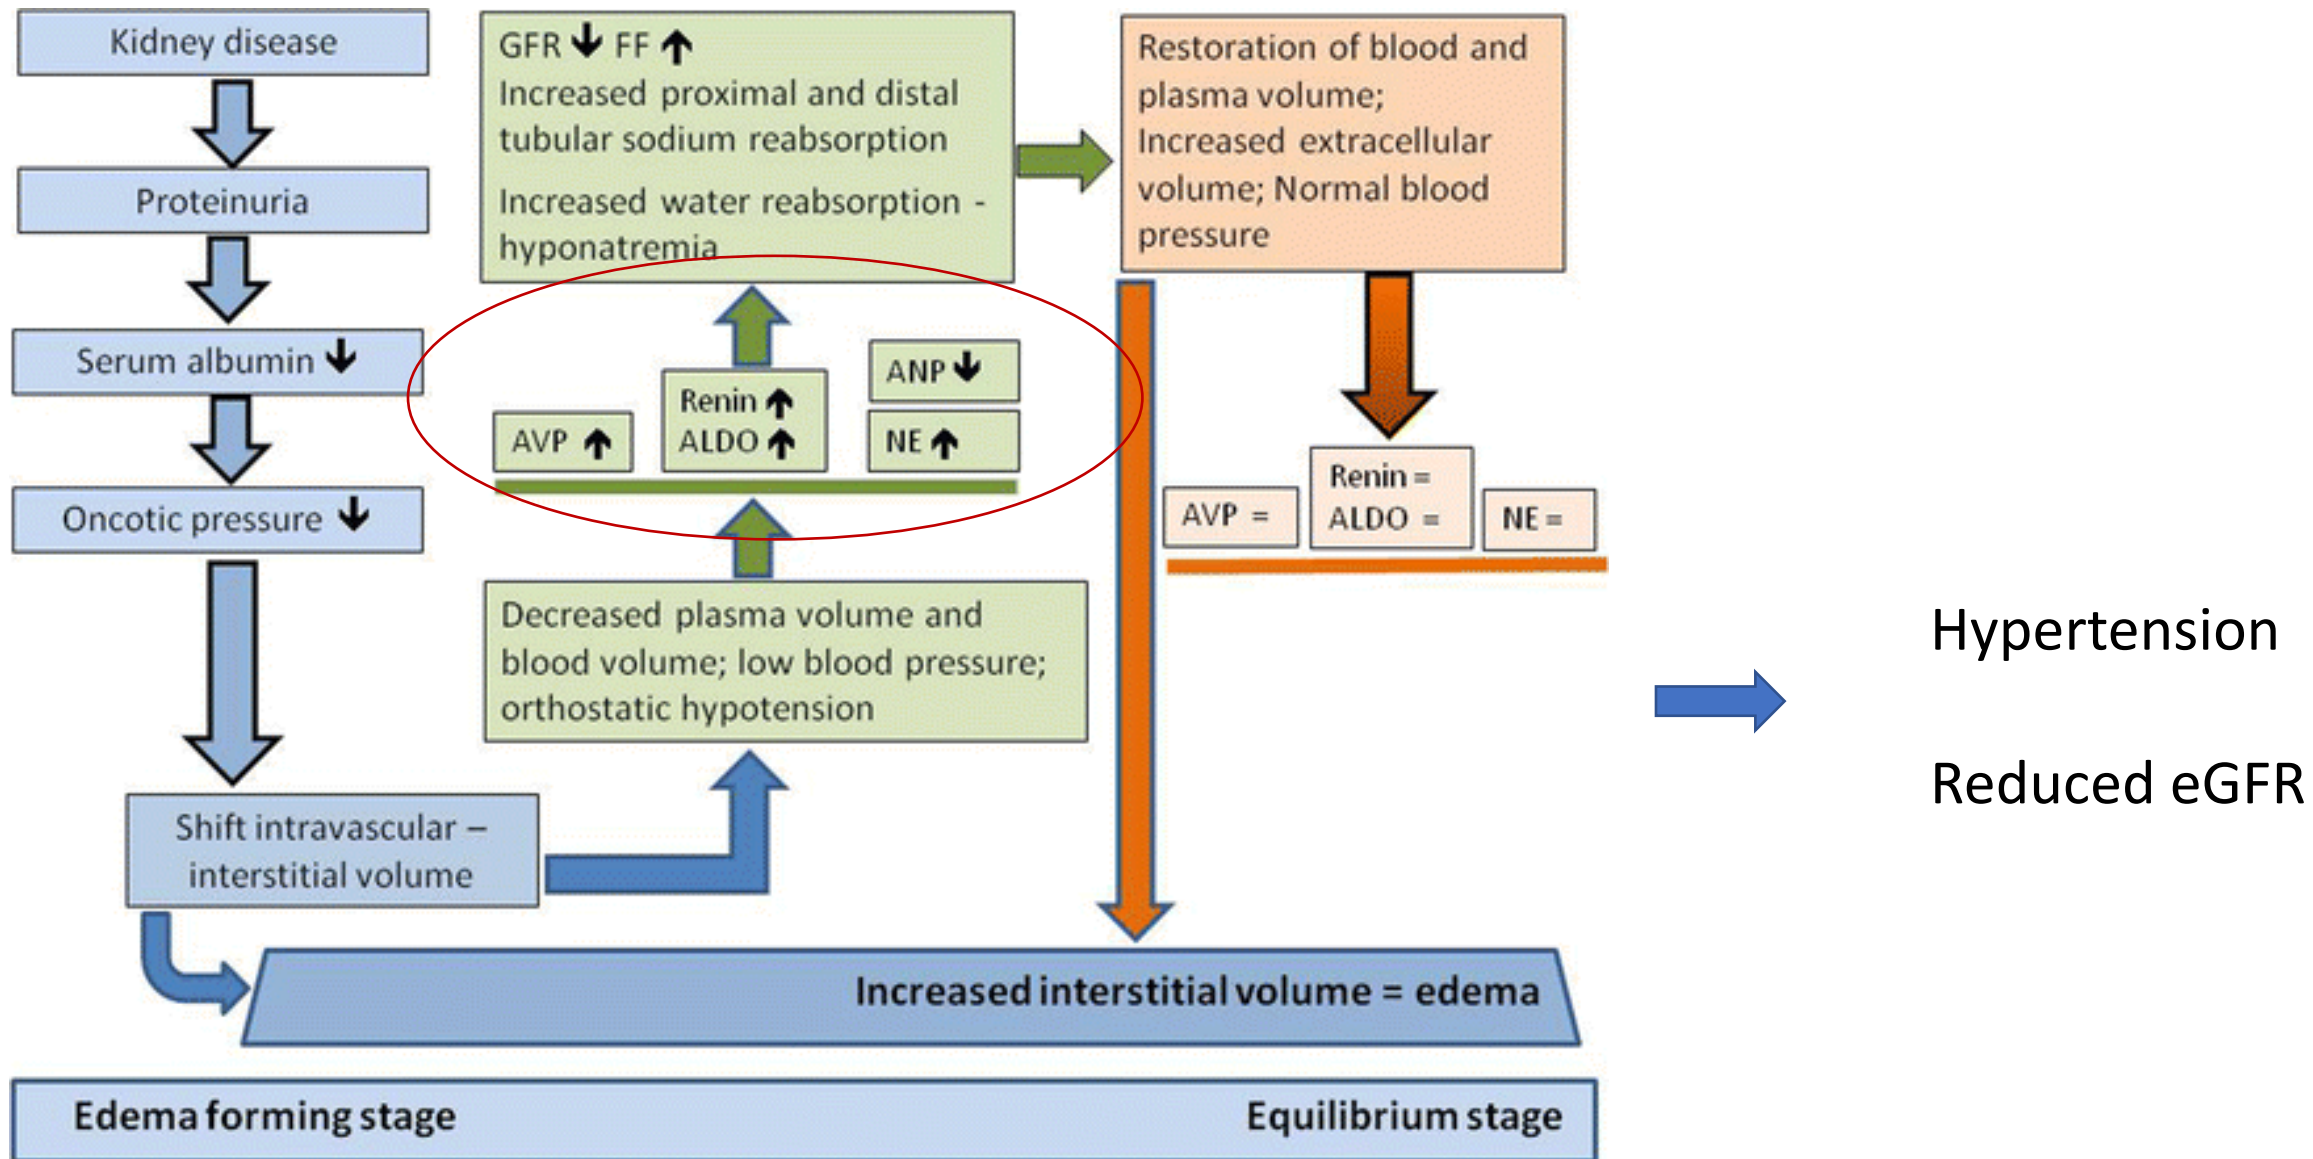 Kidney disease
Proteinuria
Serum albumin ↓
Oncotic pressure ↓
Shift intravascular –
interstitial volume
GFR ↓ FF ↑
Increased proximal and distal
tubular sodium reabsorption
Increased water reabsorption -
hyponatremia
AVP ↑
Renin ↑
ALDO ↑
ANP ↓
NE ↑
Decreased plasma volume and
blood volume; low blood pressure;
orthostatic hypotension
Restoration of blood and
plasma volume;
Increased extracellular
volume; Normal blood
pressure
AVP =
Renin =
ALDO =
NE =
Hypertension
Reduced eGFR
Increased interstitial volume = edema
Edema forming stage
Equilibrium stage